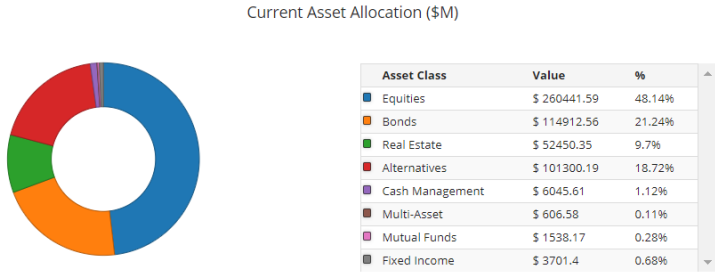 Current Asset Allocation ($M)
Asset Class Value %
Equities $ 260441.59 48.14%
Bonds $ 114912.56 21.24%
Real Estate $ 52450.35 9.7%
Alternatives $ 101300.19 18.72%
Cash Management $ 6045.61 1.12%
Multi-Asset $ 606.58 0.11%
Mutual Funds $ 1538.17 0.28%
Fixed Income $ 3701.4 0.68%